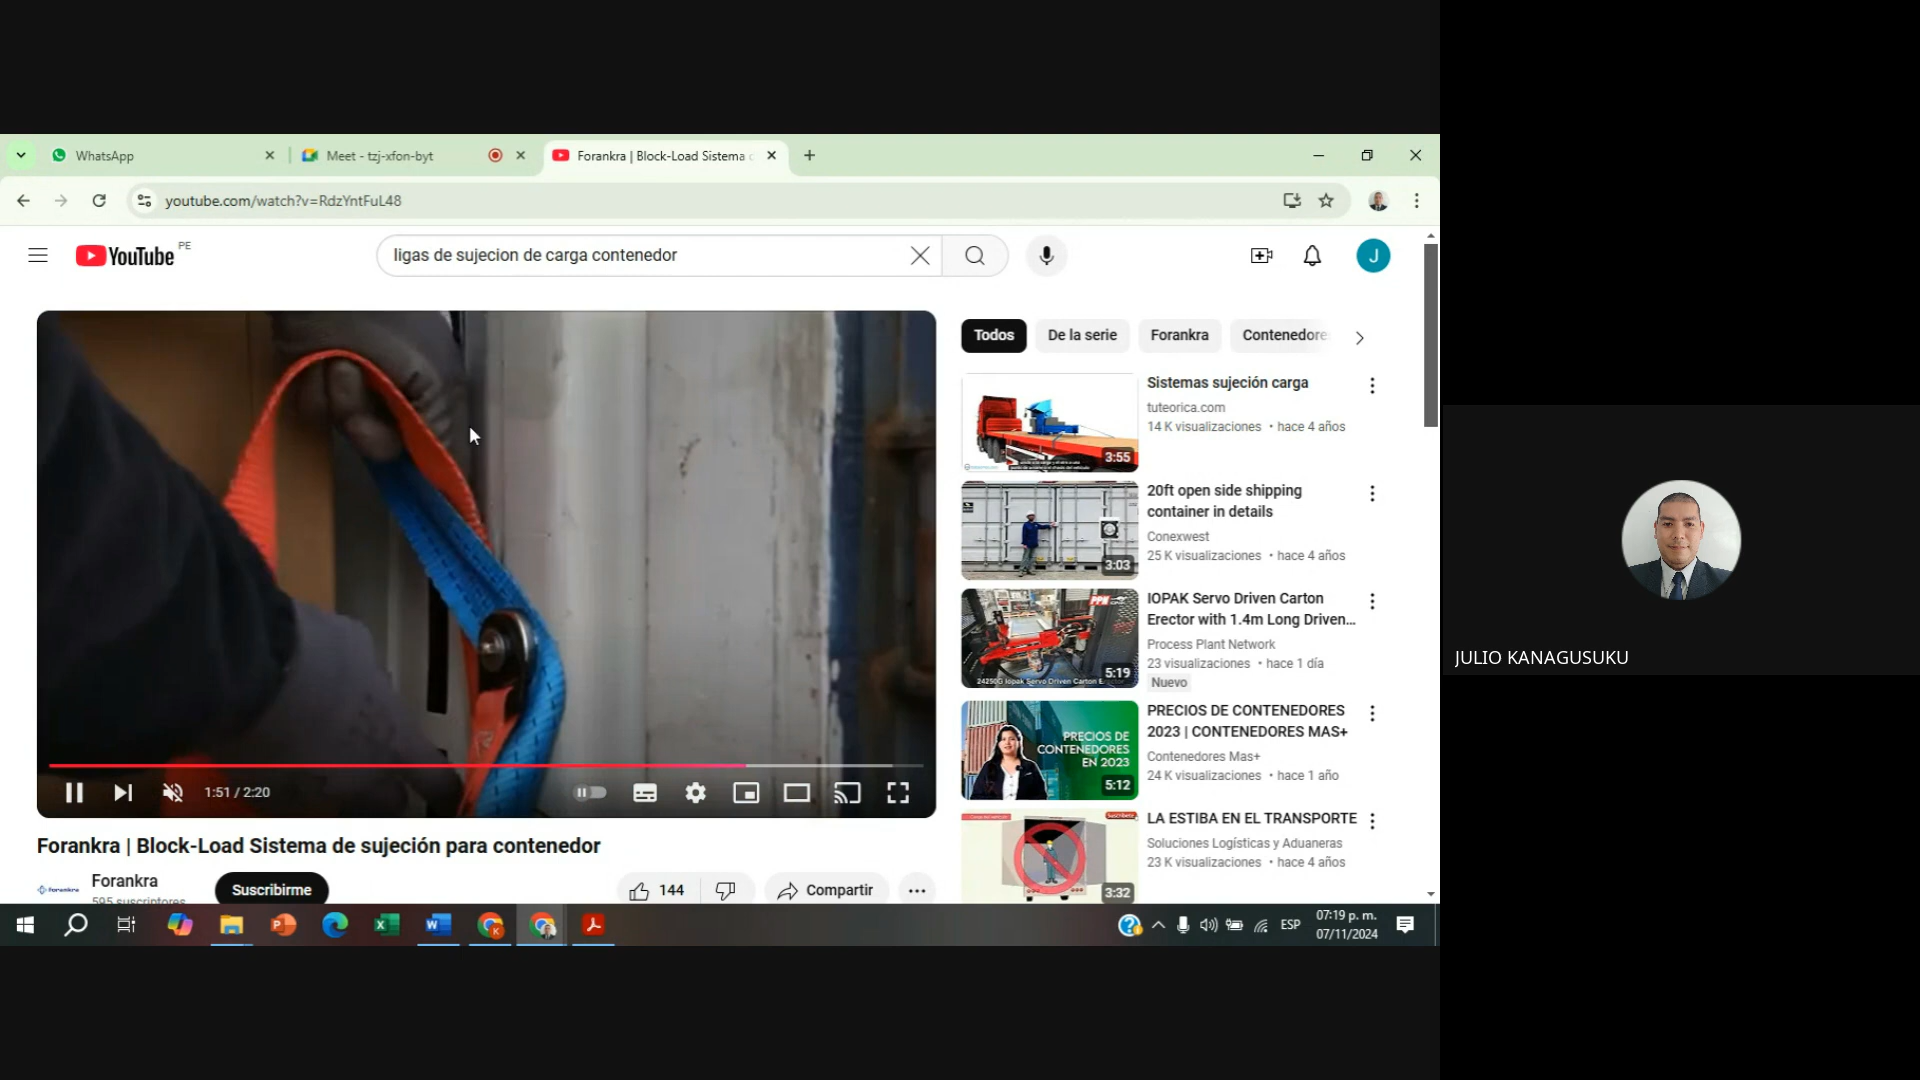 WhatsApp
Meet - tzj-xfon-byt
Forankra | Block-Load Sistema
youtube.com/watch?v=RdzYntFuL48
YouTube PE
ligas de sujecion de carga contenedor
J
Todos
De la serie
Forankra
Contenedore
Sistemas sujeción carga
tuteorica.com
14 K visualizaciones • hace 4 años
3:55
20ft open side shipping
container in details
Conexwest
25 K visualizaciones • hace 4 años
3:03
IOPAK Servo Driven Carton
Erector with 1.4m Long Driven...
Process Plant Network
23 visualizaciones • hace 1 día
Nuevo
5:19
PRECIOS DE CONTENEDORES
2023 | CONTENEDORES MAS+
Contenedores Mas+
24 K visualizaciones • hace 1 año
PRECIOS DE
CONTENEDORES
EN 2023
5:12
LA ESTIBA EN EL TRANSPORTE
Soluciones Logísticas y Aduaneras
23 K visualizaciones • hace 4 años
3:32
1:51 / 2:20
Forankra | Block-Load Sistema de sujeción para contenedor
Forankra
595 suscriptores
Suscribirme
144
Compartir
ESP
07:19 p. m.
07/11/2024
JULIO KANAGUSUKU